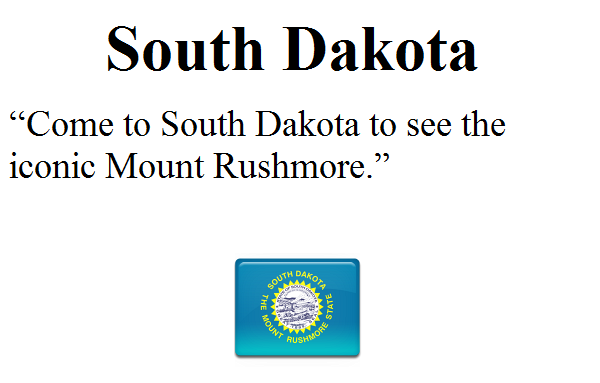 South Dakota
“Come to South Dakota to see the
iconic Mount Rushmore.”
SOUTH DAKOTA
THE MOUNT RUSHMORE STATE